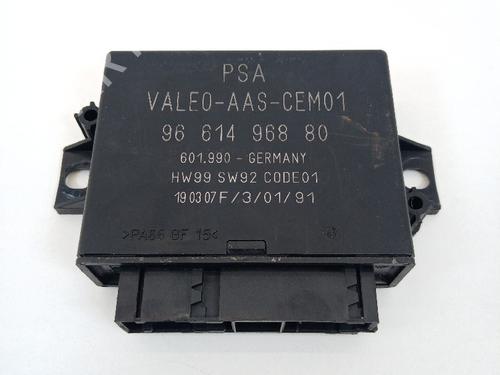 PSA
VALEO-AAS-CEM01
96 614 968 80
601.990 - GERMANY
HW99 SW92 CODE01
190307F/3/01/91
>PA66 GF 15<